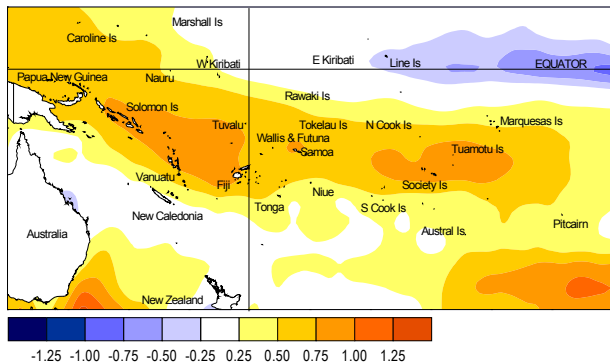 Marshall Is
Caroline Is
W Kiribati
E Kiribati
Line Is
EQUATOR
Papua New Guinea
Nauru
Rawaki Is
Solomon Is
Tuvalu
Tokelau Is
N Cook Is
Marquesas Is
Wallis & Futuna
Samoa
Tuamotu Is
Vanuatu
Fiji
Niue
Society Is
New Caledonia
Tonga
S Cook Is
Pitcairn
Australia
Austral Is
New Zealand
-1.25 -1.00 -0.75 -0.50 -0.25 0.25 0.50 0.75 1.00 1.25